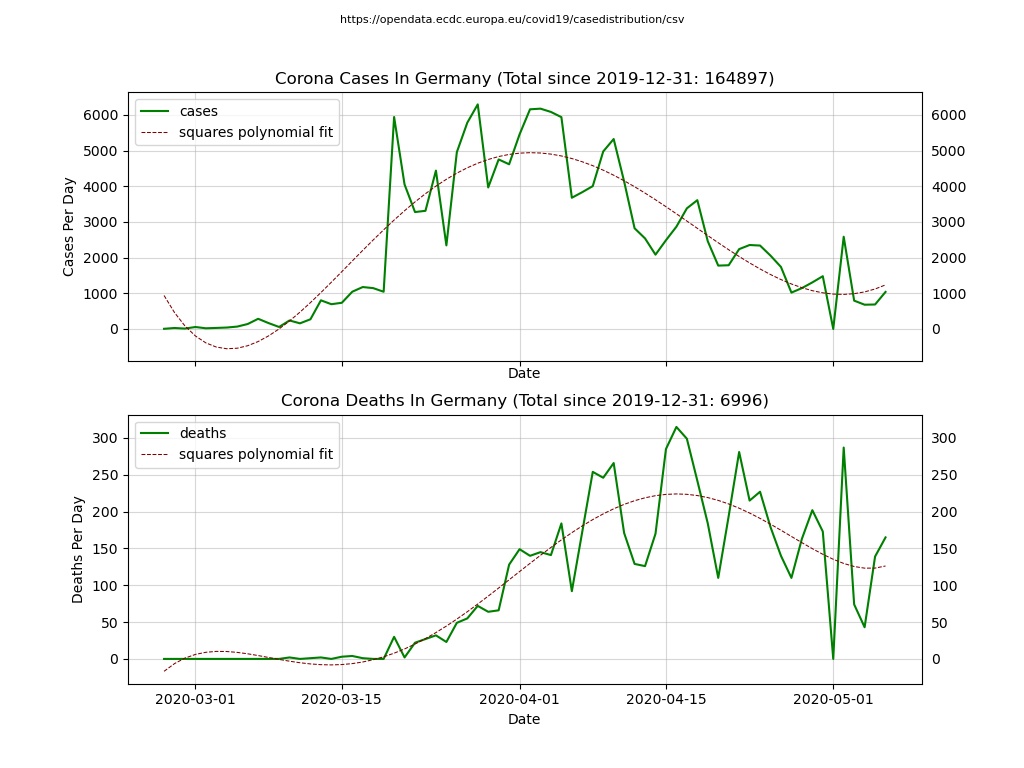 https://opendata.ecdc.europa.eu/covid19/casedistribution/csv
Corona Cases In Germany (Total since 2019-12-31: 164897)
cases
squares polynomial fit
Cases Per Day
6000
5000
4000
3000
2000
1000
0
6000
5000
4000
3000
2000
1000
0
Date
Corona Deaths In Germany (Total since 2019-12-31: 6996)
deaths
squares polynomial fit
Deaths Per Day
300
250
200
150
100
50
0
300
250
200
150
100
50
0
2020-03-01 2020-03-15 2020-04-01 2020-04-15 2020-05-01
Date